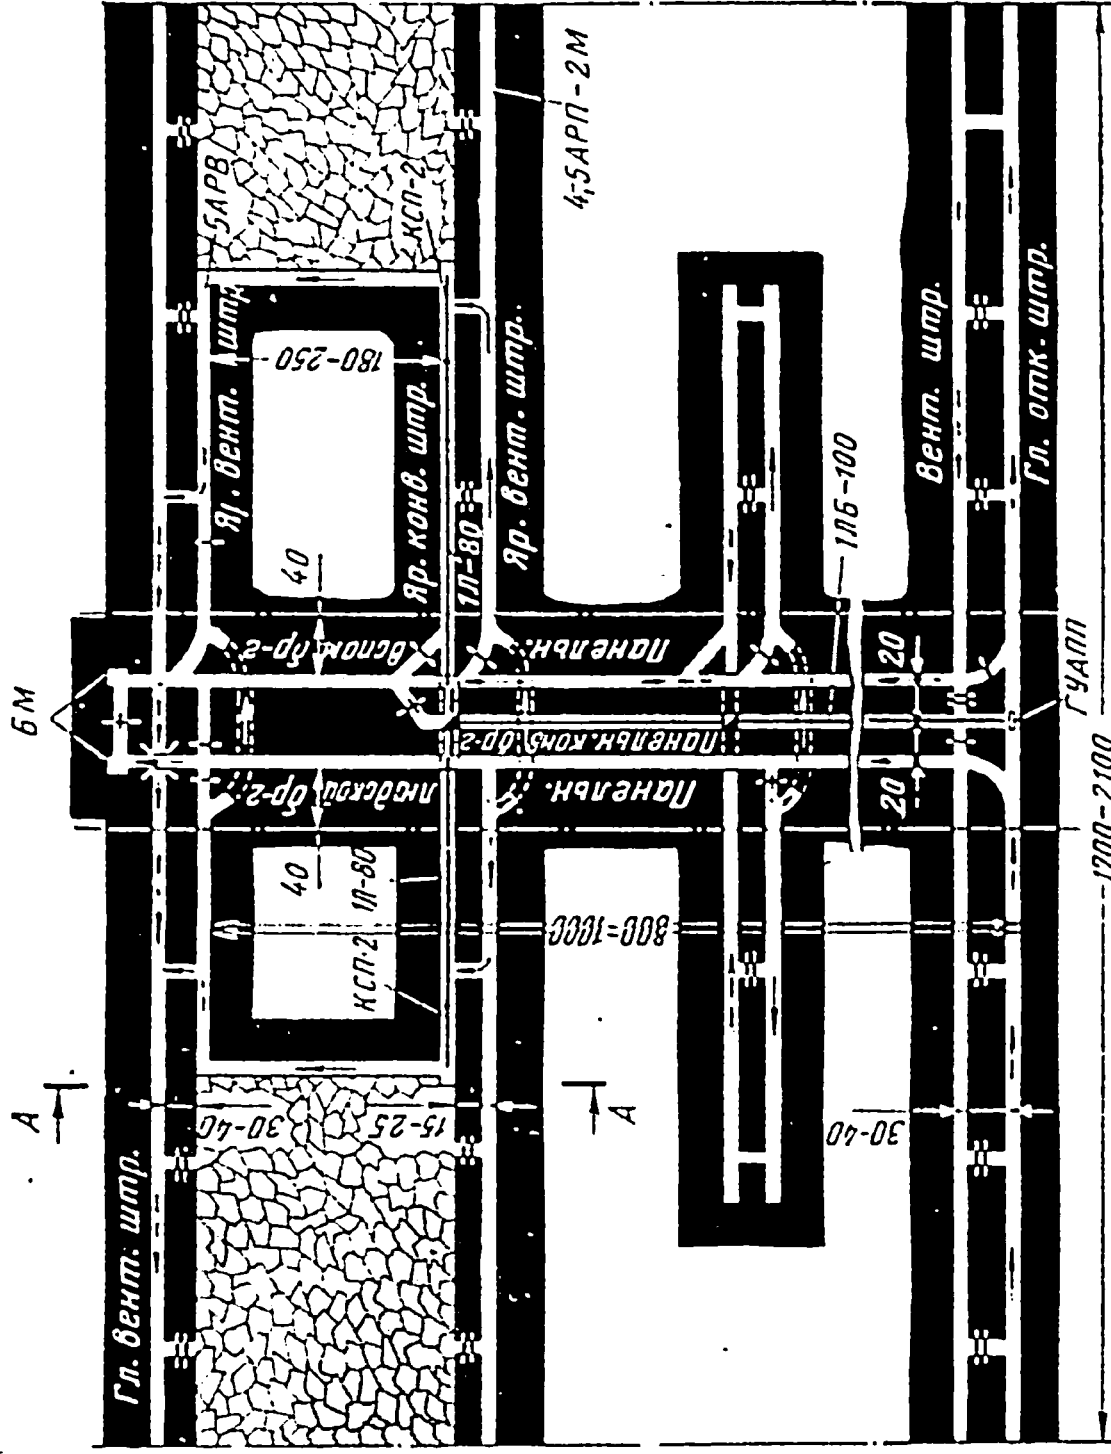 6М
Гл. вент. штр.
А
А
30-40
15-25
5АРВ
КСП-2
4,5АРП-2М
Яр. вент. штр.
180-250
Яр. конв. штр.
1Л-80
Яр. вент. штр.
40
40
Панельн. вспом. бр-г
Панельн. конв. бр-г
Панельн. людской бр-г
КСП-2
1Л-80
800=1000
1ЛБ-100
Вент. штр.
Гл. отк. штр.
20
20
30-40
ГУАПП
1200-2100